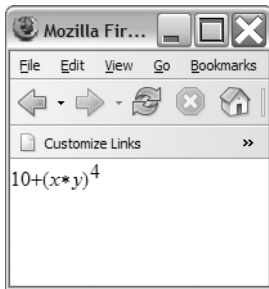 Mozilla Fir...
File Edit View Go Bookmarks
Customize Links »
10+(x*y)⁴